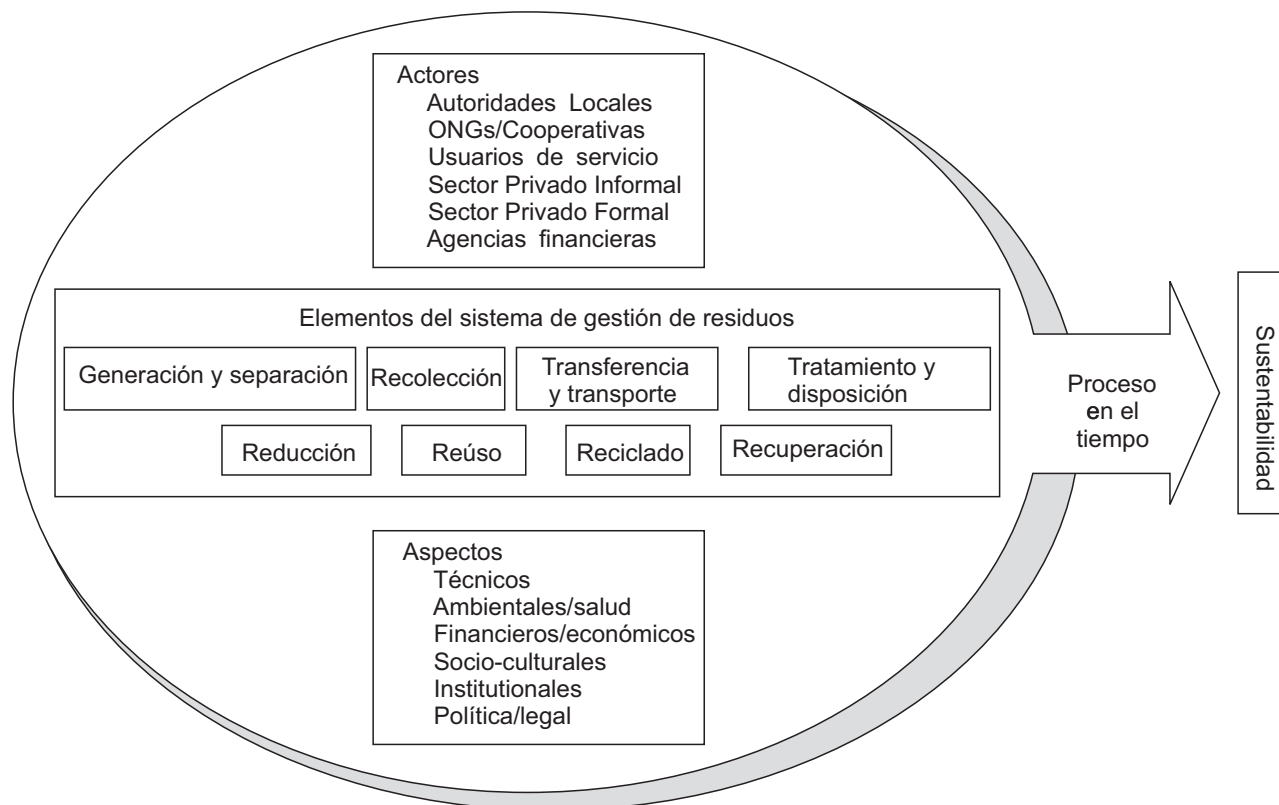 Actores
Autoridades Locales
ONGs/Cooperativas
Usuarios de servicio
Sector Privado Informal
Sector Privado Formal
Agencias financieras
Elementos del sistema de gestión de residuos
Generación y separación
Recolección
Transferencia
y transporte
Tratamiento y
disposición
Reducción
Reúso
Reciclado
Recuperación
Aspectos
Técnicos
Ambientales/salud
Financieros/económicos
Socio-culturales
Institutionales
Política/legal
Proceso
en el
tiempo
Sustentabilidad